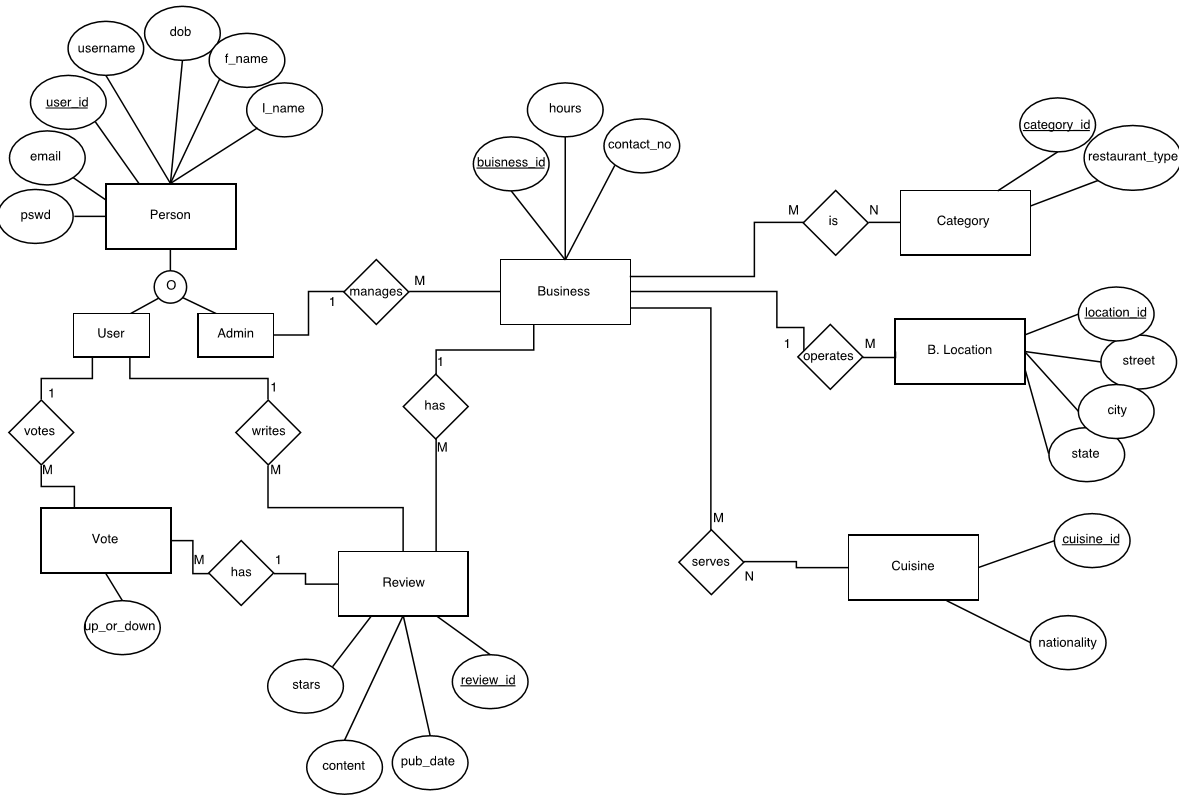 dob
username
f_name
user_id
l_name
email
pswd
Person
O
User
Admin
1
manages
M
hours
buisness_id
contact_no
Business
M
is
N
category_id
restaurant_type
Category
1
operates
M
B. Location
location_id
street
city
state
1
votes
M
1
writes
M
1
has
M
Vote
up_or_down
M
has
1
Review
stars
review_id
content
pub_date
M
serves
N
Cuisine
cuisine_id
nationality